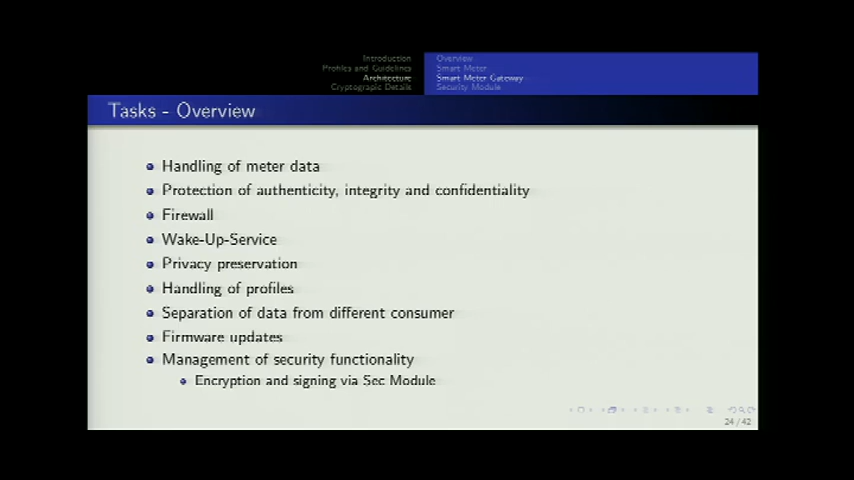 Introduction
Profiles and Guidelines
Architecture
Cryptograpic Details
Overview
Smart Meter
Smart Meter Gateway
Security Module
Tasks - Overview
Handling of meter data
Protection of authenticity, integrity and confidentiality
Firewall
Wake-Up-Service
Privacy preservation
Handling of profiles
Separation of data from different consumer
Firmware updates
Management of security functionality
Encryption and signing via Sec Module
24 / 42